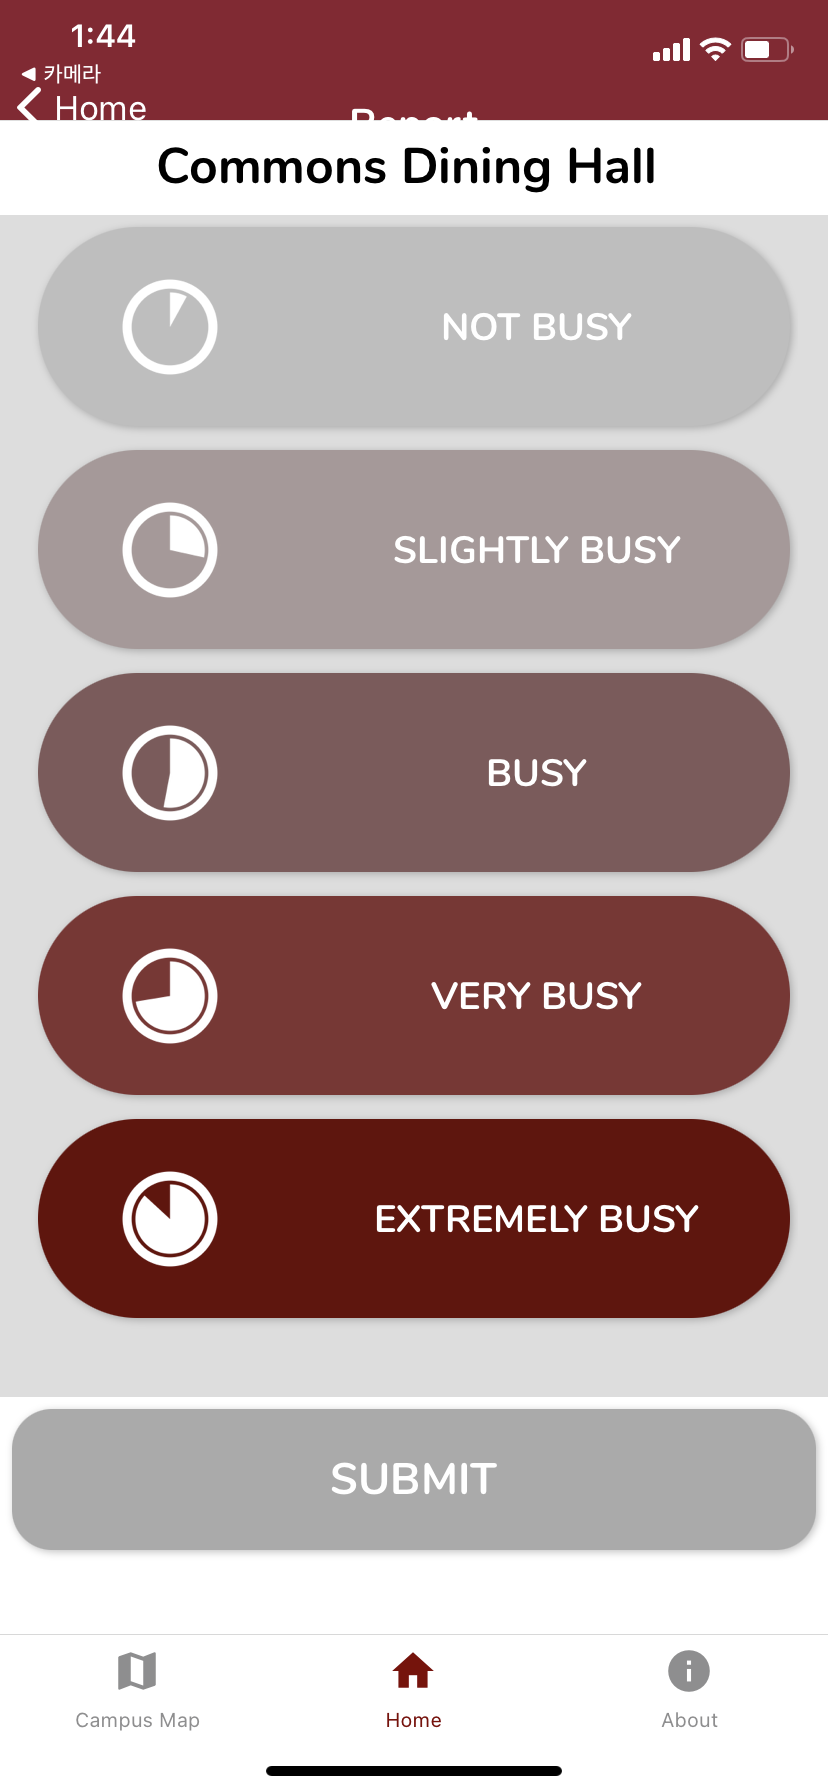 1:44
◀ 카메라
Home
Report
Commons Dining Hall
NOT BUSY
SLIGHTLY BUSY
BUSY
VERY BUSY
EXTREMELY BUSY
SUBMIT
Campus Map
Home
About